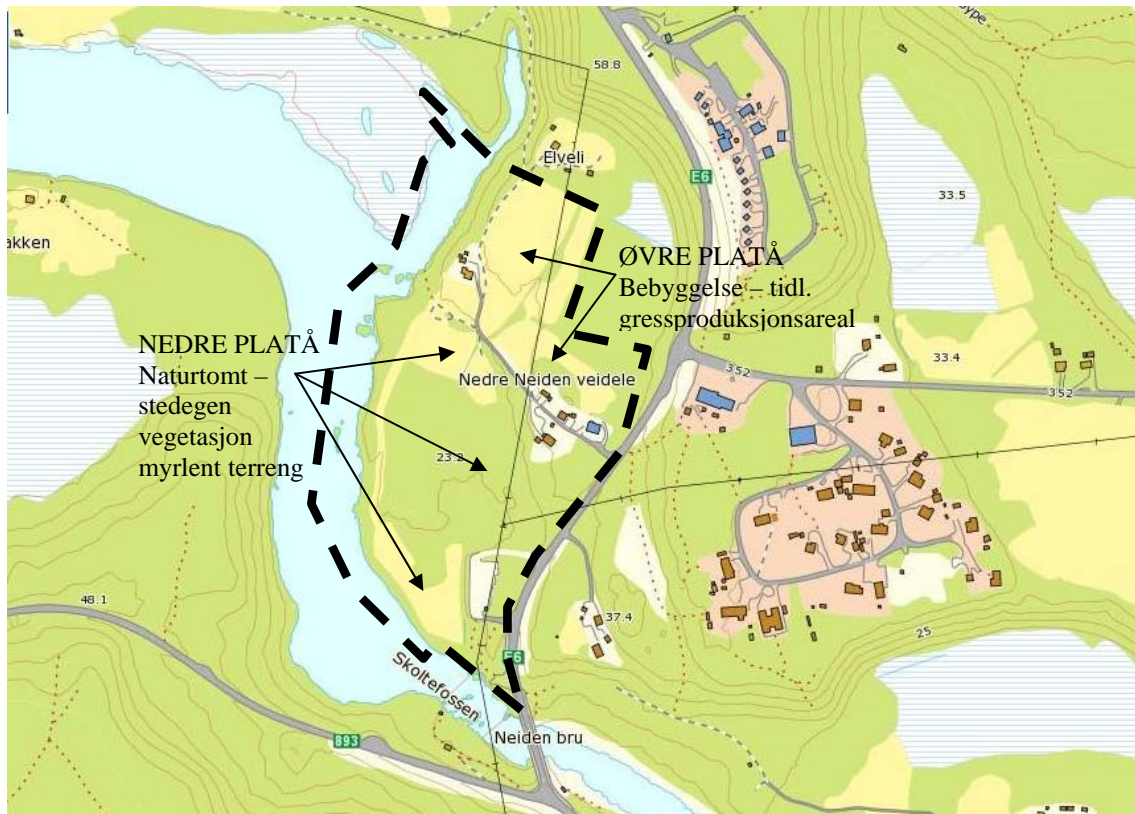 ype
58.8
Elveli
E6
33.5
akken
ØVRE PLATÅ
Bebyggelse – tidl.
gressproduksjonsareal
NEDRE PLATÅ
Naturtomt –
stedegen
vegetasjon
myrlent terreng
Nedre Neiden veidele
352
33.4
352
23.2
48.1
37.4
25
E6
Skoltefossen
Neiden bru
893